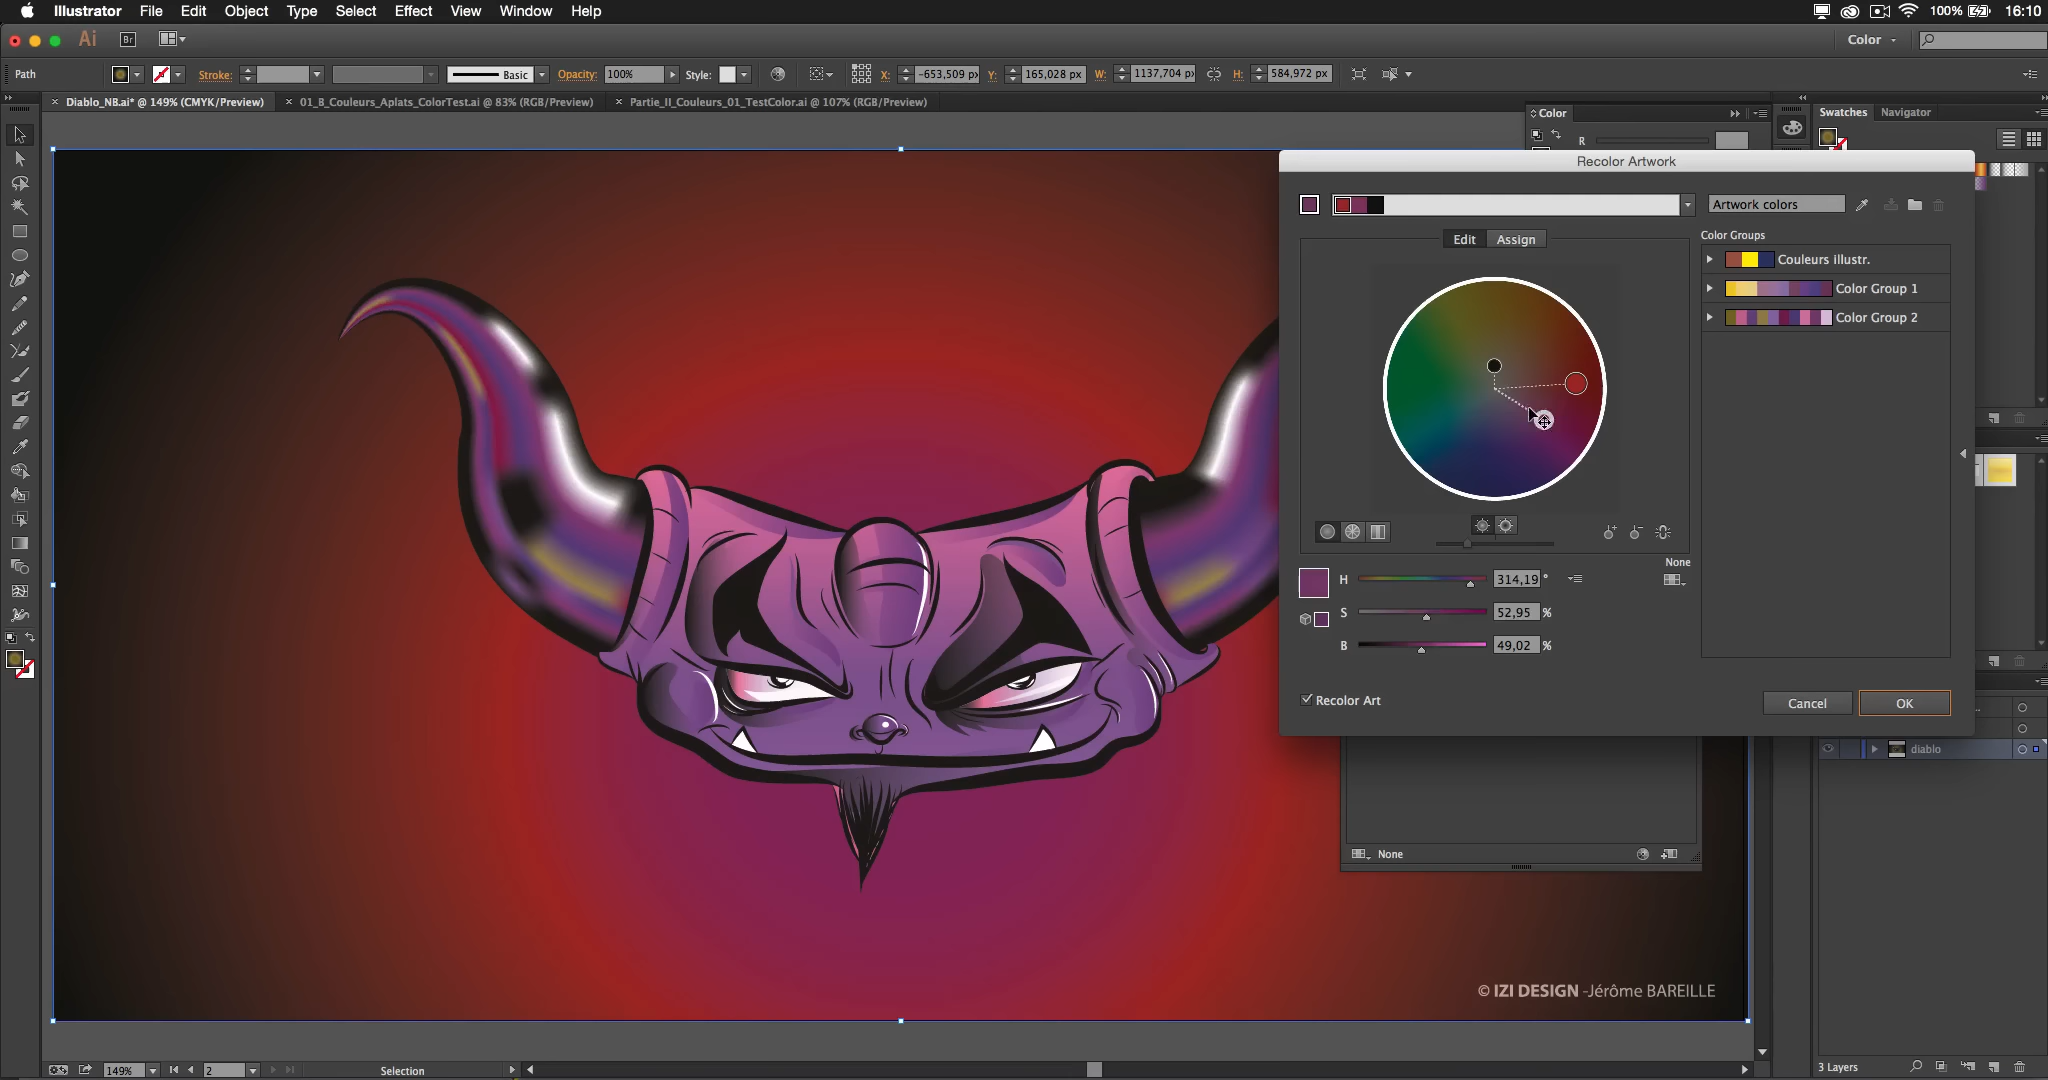 Illustrator File Edit Object Type Select Effect View Window Help 100% 16:10
Ai Br Color
Path Stroke: Basic Opacity: 100% Style: X: -653,509 px Y: 165,028 px W: 1137,704 px H: 584,972 px
× Diablo_NB.ai* @ 149% (CMYK/Preview) × 01_B_Couleurs_Aplats_ColorTest.ai @ 83% (RGB/Preview) × Partie_II_Couleurs_01_TestColor.ai @ 107% (RGB/Preview)
Color Swatches Navigator
R
Recolor Artwork
Artwork colors
Edit Assign Color Groups
Couleurs illustr.
Color Group 1
Color Group 2
None
H 314,19 °
S 52,95 %
B 49,02 %
Recolor Art Cancel OK
diablo
None
© IZI DESIGN -Jérôme BAREILLE
149% 2 Selection 3 Layers